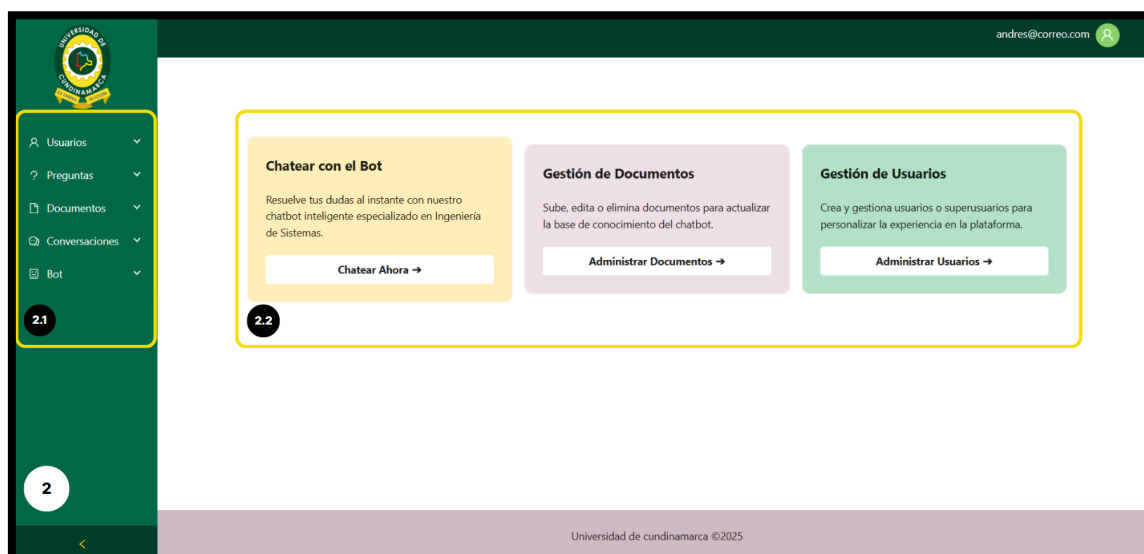 UNIVERSIDAD DE
CUNDINAMARCA
andres@correo.com
Usuarios
Preguntas
Documentos
Conversaciones
Bot
2.1
2
Chatear con el Bot
Resuelve tus dudas al instante con nuestro
chatbot inteligente especializado en Ingeniería
de Sistemas.
Chatear Ahora →
Gestión de Documentos
Sube, edita o elimina documentos para actualizar
la base de conocimiento del chatbot.
Administrar Documentos →
Gestión de Usuarios
Crea y gestiona usuarios o superusuarios para
personalizar la experiencia en la plataforma.
Administrar Usuarios →
2.2
Universidad de cundinamarca ©2025